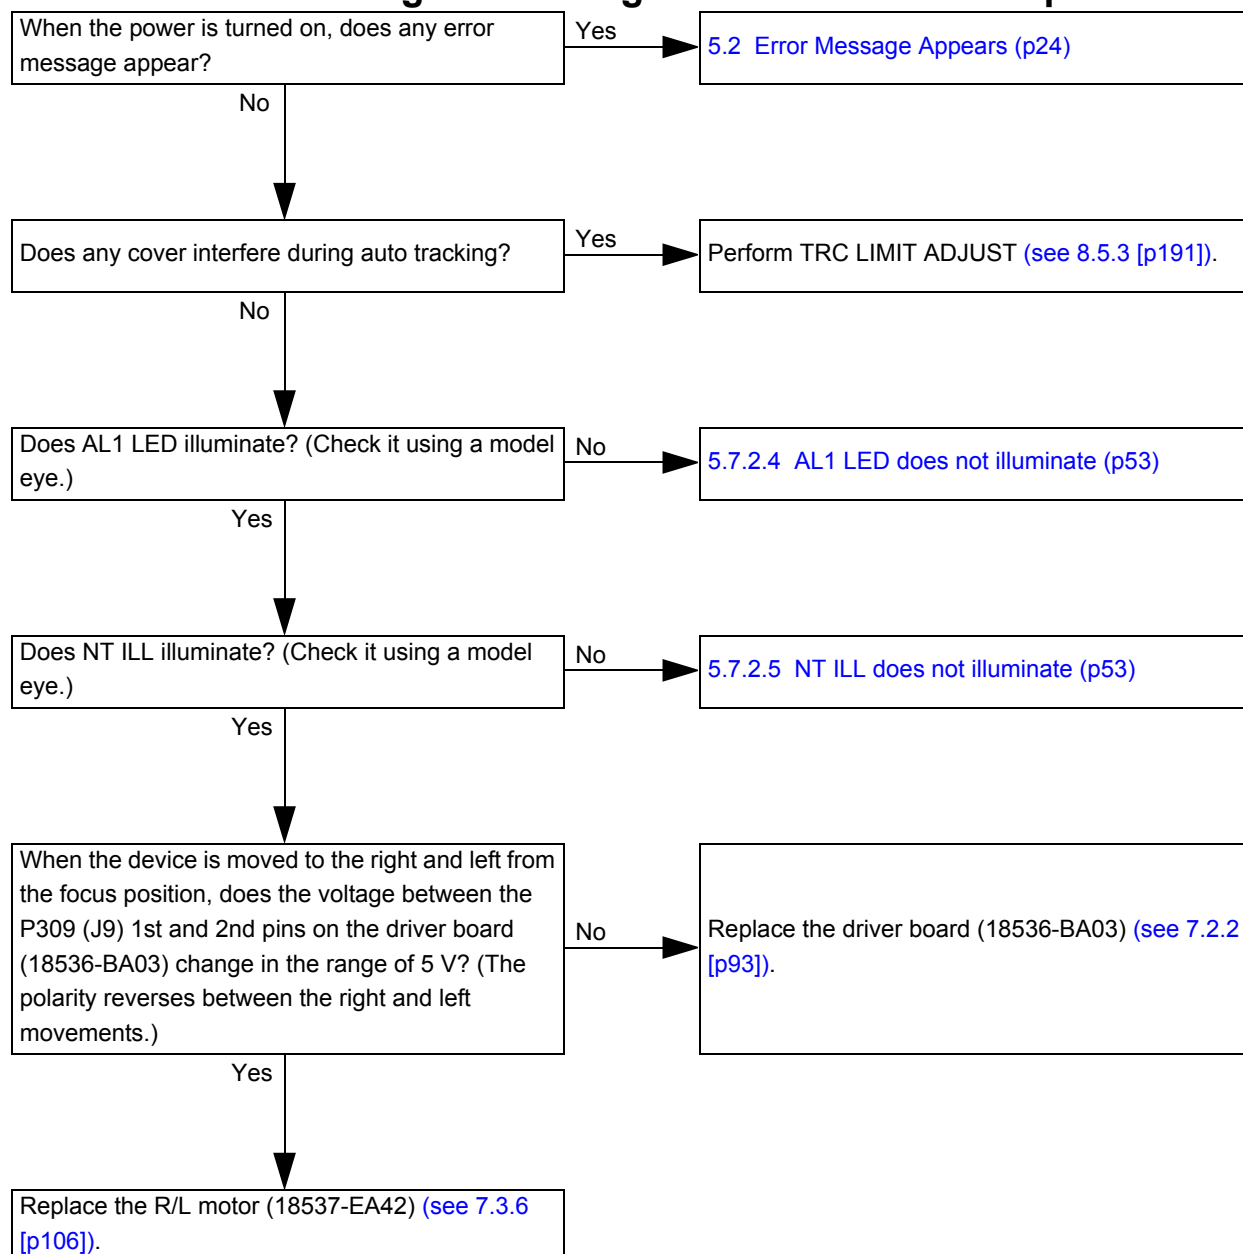 When the power is turned on, does any error
message appear?
Yes
5.2 Error Message Appears (p24)
No
Does any cover interfere during auto tracking?
Yes
Perform TRC LIMIT ADJUST (see 8.5.3 [p191]).
No
Does AL1 LED illuminate? (Check it using a model
eye.)
No
5.7.2.4 AL1 LED does not illuminate (p53)
Yes
Does NT ILL illuminate? (Check it using a model
eye.)
No
5.7.2.5 NT ILL does not illuminate (p53)
Yes
When the device is moved to the right and left from
the focus position, does the voltage between the
P309 (J9) 1st and 2nd pins on the driver board
(18536-BA03) change in the range of 5 V? (The
polarity reverses between the right and left
movements.)
No
Replace the driver board (18536-BA03) (see 7.2.2
[p93]).
Yes
Replace the R/L motor (18537-EA42) (see 7.3.6
[p106]).